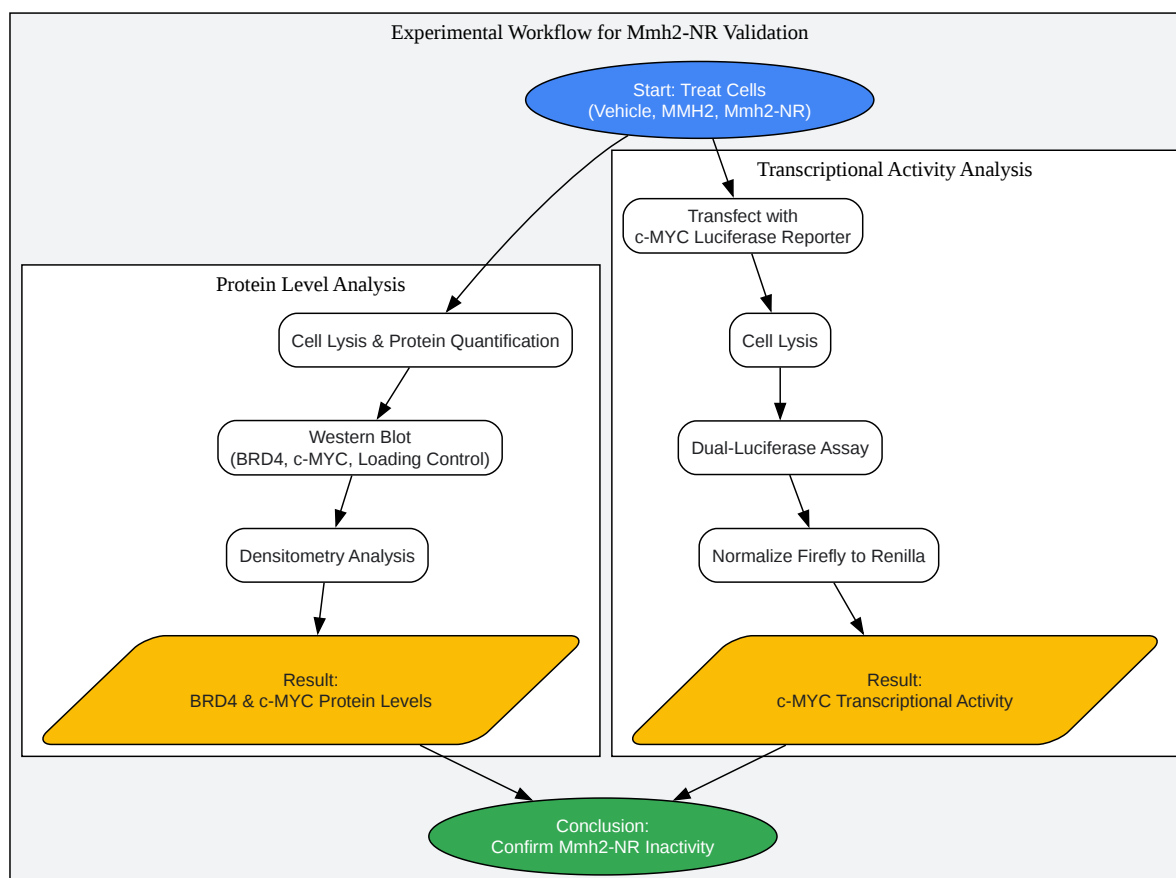 Experimental Workflow for Mmh2-NR Validation
Start: Treat Cells
(Vehicle, MMH2, Mmh2-NR)
Protein Level Analysis
Cell Lysis & Protein Quantification
Western Blot
(BRD4, c-MYC, Loading Control)
Densitometry Analysis
Result:
BRD4 & c-MYC Protein Levels
Transcriptional Activity Analysis
Transfect with
c-MYC Luciferase Reporter
Cell Lysis
Dual-Luciferase Assay
Normalize Firefly to Renilla
Result:
c-MYC Transcriptional Activity
Conclusion:
Confirm Mmh2-NR Inactivity